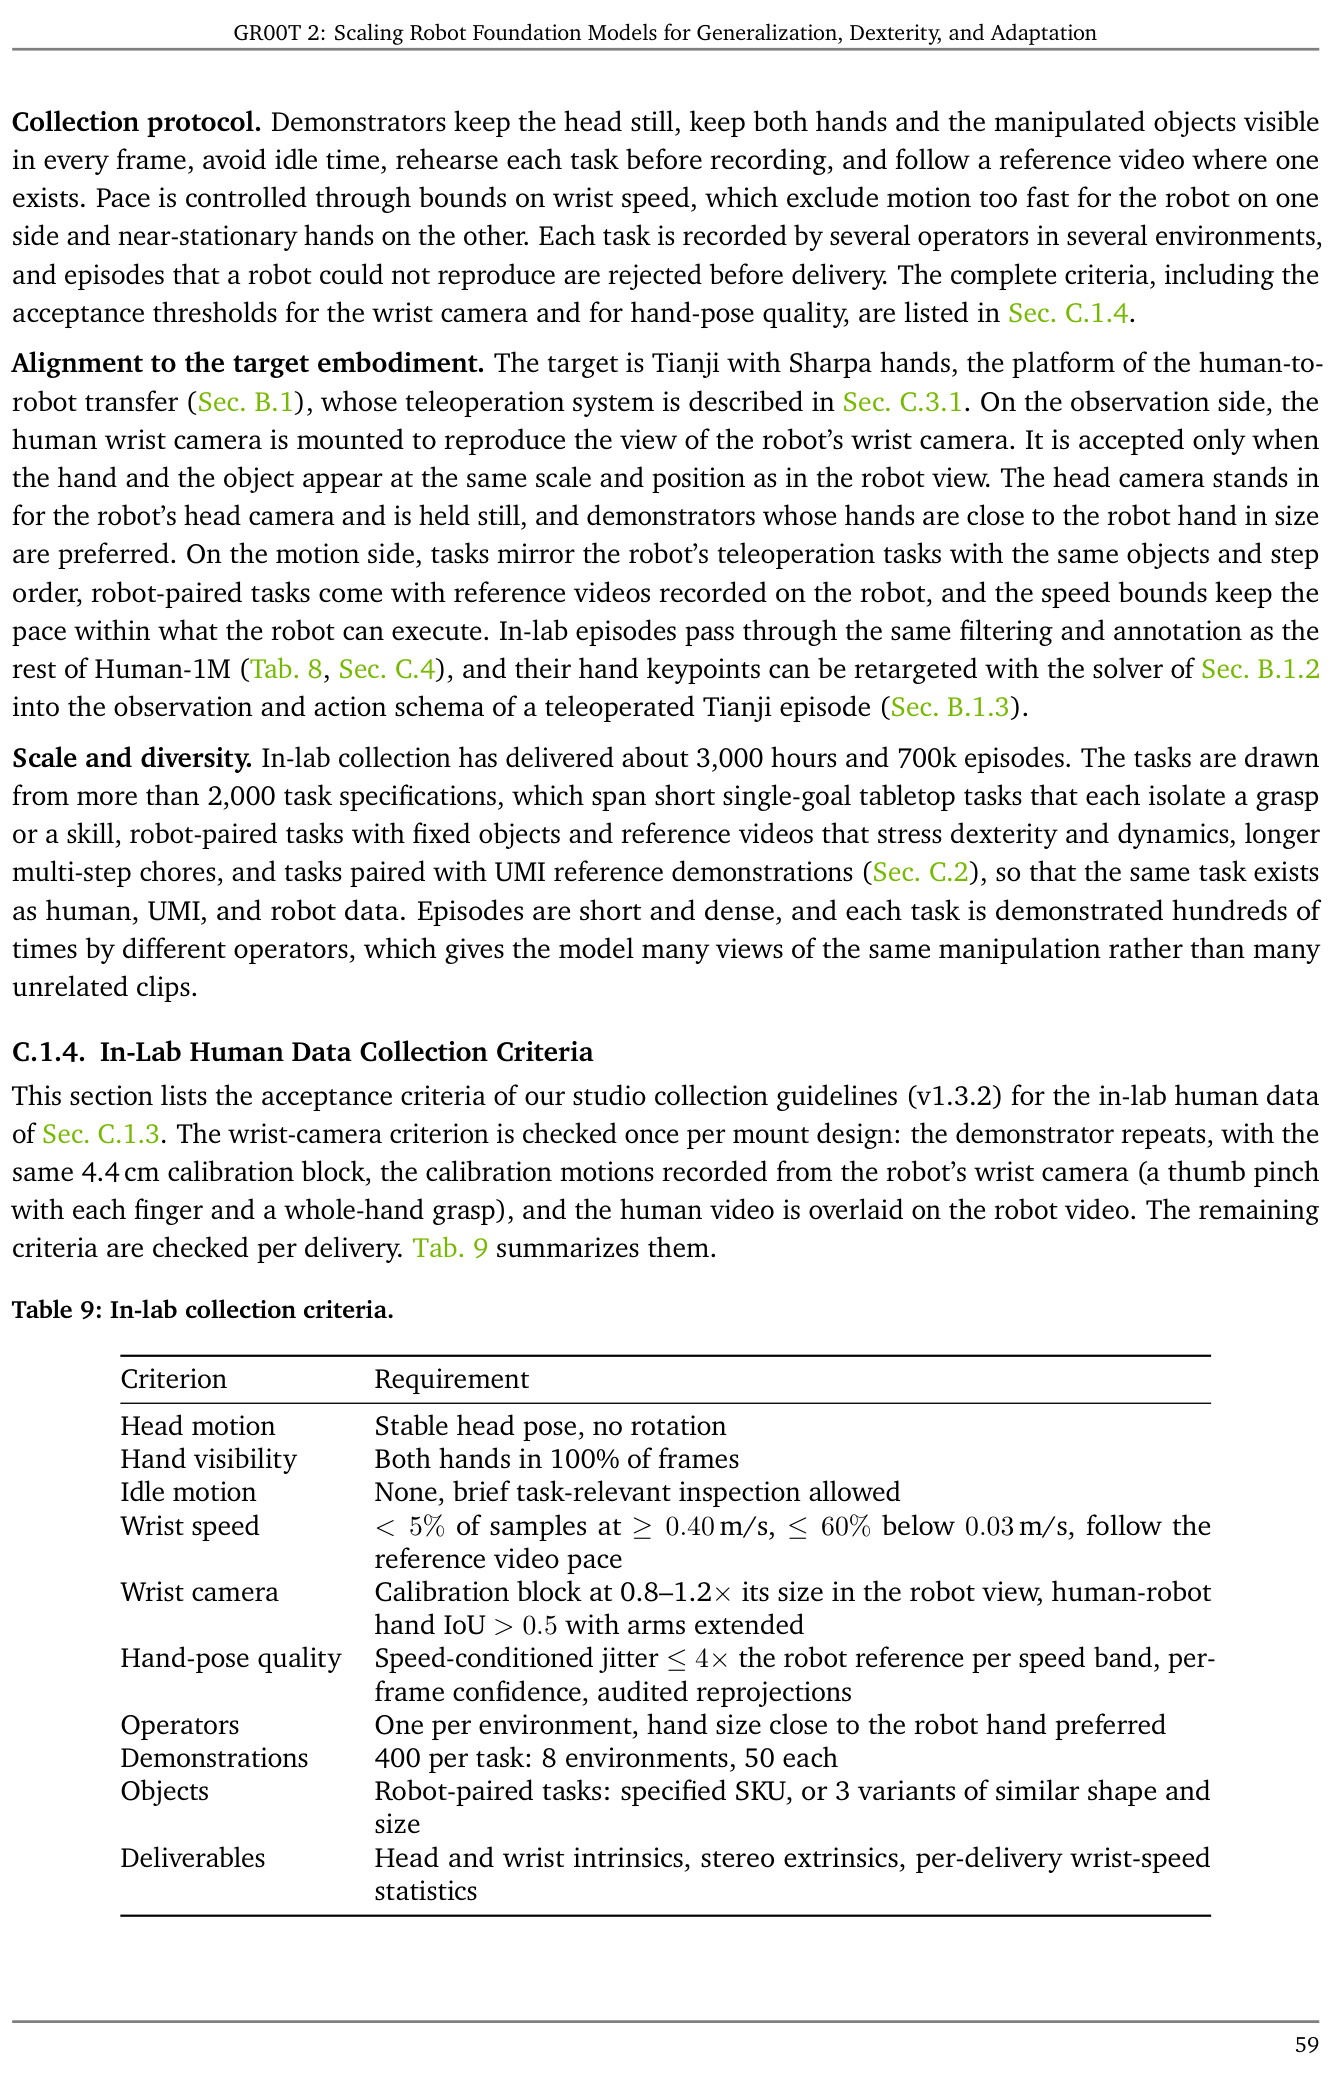 GR00T 2: Scaling Robot Foundation Models for Generalization, Dexterity, and Adaptation
Collection protocol. Demonstrators keep the head still, keep both hands and the manipulated objects visible
in every frame, avoid idle time, rehearse each task before recording, and follow a reference video where one
exists. Pace is controlled through bounds on wrist speed, which exclude motion too fast for the robot on one
side and near-stationary hands on the other. Each task is recorded by several operators in several environments,
and episodes that a robot could not reproduce are rejected before delivery. The complete criteria, including the
acceptance thresholds for the wrist camera and for hand-pose quality, are listed in Sec. C.1.4.
Alignment to the target embodiment. The target is Tianji with Sharpa hands, the platform of the human-to-
robot transfer (Sec. B.1), whose teleoperation system is described in Sec. C.3.1. On the observation side, the
human wrist camera is mounted to reproduce the view of the robot's wrist camera. It is accepted only when
the hand and the object appear at the same scale and position as in the robot view. The head camera stands in
for the robot's head camera and is held still, and demonstrators whose hands are close to the robot hand in size
are preferred. On the motion side, tasks mirror the robot's teleoperation tasks with the same objects and step
order, robot-paired tasks come with reference videos recorded on the robot, and the speed bounds keep the
pace within what the robot can execute. In-lab episodes pass through the same filtering and annotation as the
rest of Human-1M (Tab. 8, Sec. C.4), and their hand keypoints can be retargeted with the solver of Sec. B.1.2
into the observation and action schema of a teleoperated Tianji episode (Sec. B.1.3).
Scale and diversity. In-lab collection has delivered about 3,000 hours and 700k episodes. The tasks are drawn
from more than 2,000 task specifications, which span short single-goal tabletop tasks that each isolate a grasp
or a skill, robot-paired tasks with fixed objects and reference videos that stress dexterity and dynamics, longer
multi-step chores, and tasks paired with UMI reference demonstrations (Sec. C.2), so that the same task exists
as human, UMI, and robot data. Episodes are short and dense, and each task is demonstrated hundreds of
times by different operators, which gives the model many views of the same manipulation rather than many
unrelated clips.
C.1.4. In-Lab Human Data Collection Criteria
This section lists the acceptance criteria of our studio collection guidelines (v1.3.2) for the in-lab human data
of Sec. C.1.3. The wrist-camera criterion is checked once per mount design: the demonstrator repeats, with the
same 4.4 cm calibration block, the calibration motions recorded from the robot's wrist camera (a thumb pinch
with each finger and a whole-hand grasp), and the human video is overlaid on the robot video. The remaining
criteria are checked per delivery. Tab. 9 summarizes them.
Table 9: In-lab collection criteria.
Criterion Requirement
Head motion Stable head pose, no rotation
Hand visibility Both hands in 100% of frames
Idle motion None, brief task-relevant inspection allowed
Wrist speed < 5% of samples at ≥ 0.40 m/s, ≤ 60% below 0.03 m/s, follow the
reference video pace
Wrist camera Calibration block at 0.8–1.2× its size in the robot view, human-robot
hand IoU > 0.5 with arms extended
Hand-pose quality Speed-conditioned jitter ≤ 4× the robot reference per speed band, per-
frame confidence, audited reprojections
Operators One per environment, hand size close to the robot hand preferred
Demonstrations 400 per task: 8 environments, 50 each
Objects Robot-paired tasks: specified SKU, or 3 variants of similar shape and
size
Deliverables Head and wrist intrinsics, stereo extrinsics, per-delivery wrist-speed
statistics
59